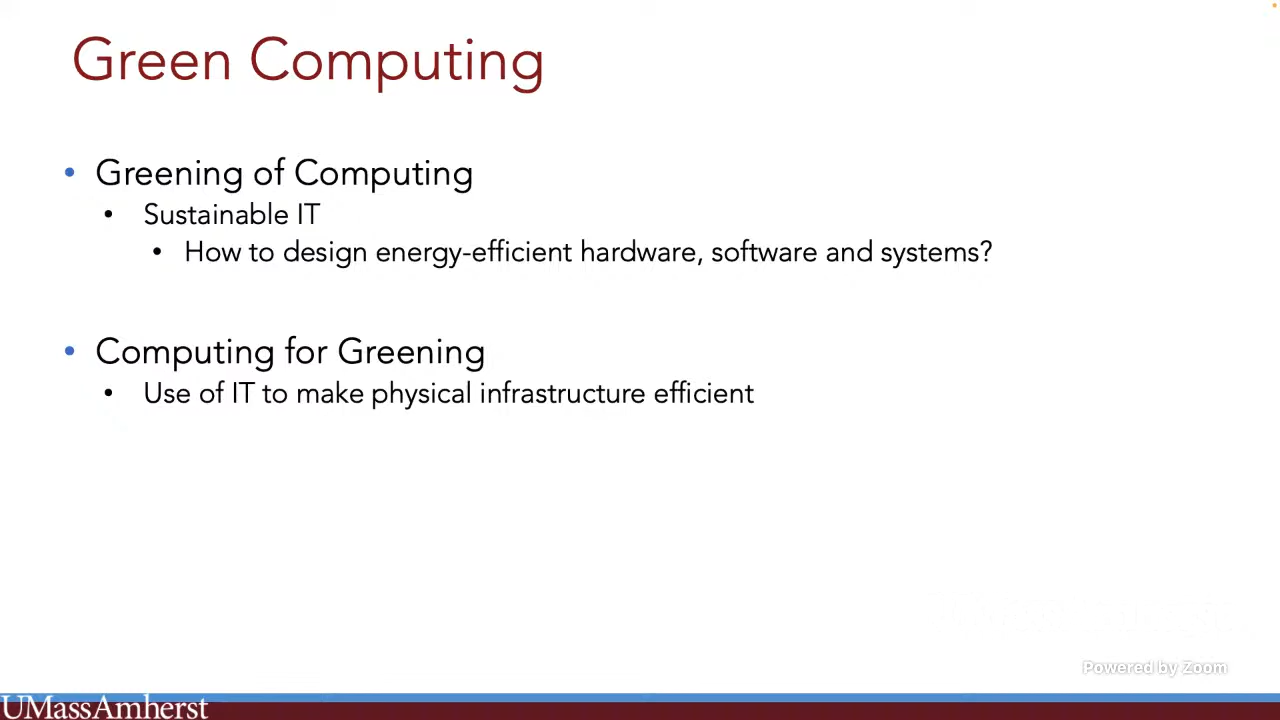 Green Computing
• Greening of Computing
• Sustainable IT
• How to design energy-efficient hardware, software and systems?
• Computing for Greening
• Use of IT to make physical infrastructure efficient
Powered by Zoom
UMassAmherst